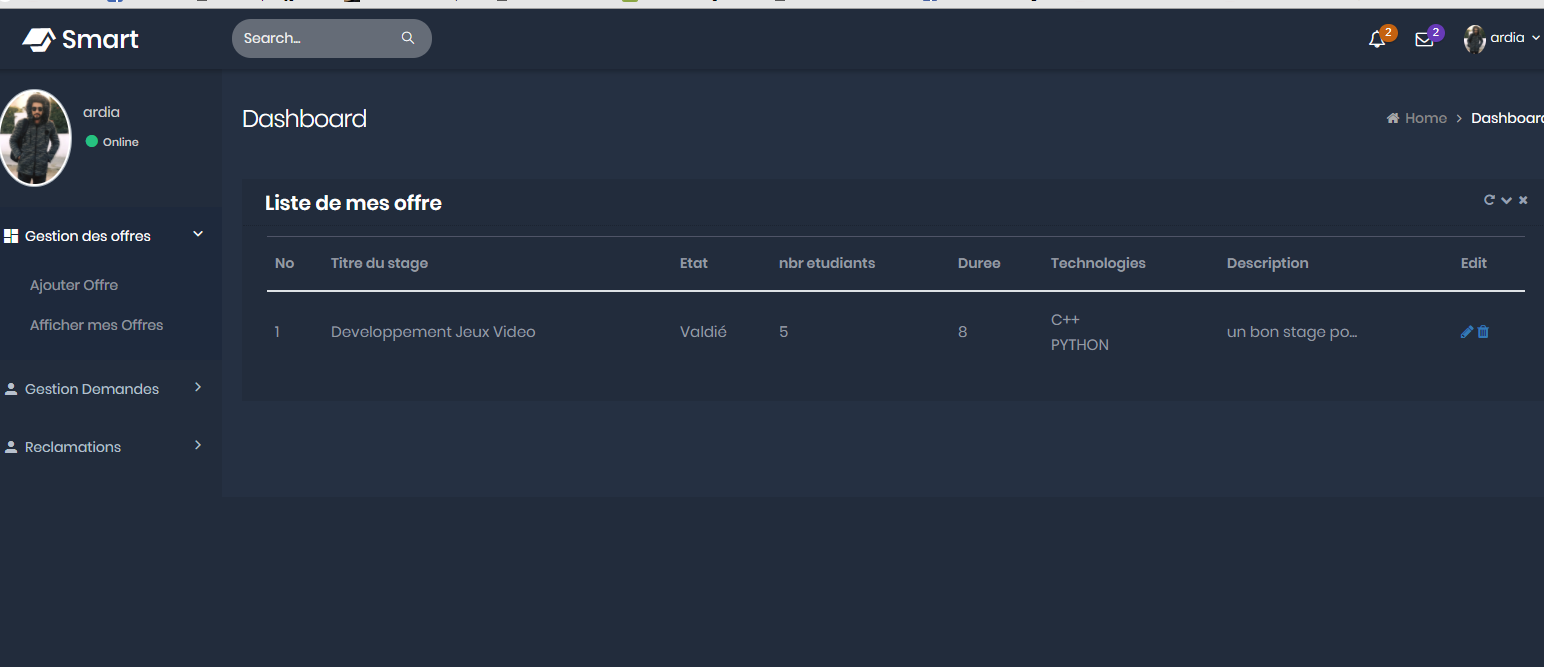 Smart
Search...
2
2
ardia
ardia
Online
Dashboard
Home > Dashboard
Gestion des offres
Ajouter Offre
Afficher mes Offres
Gestion Demandes
Reclamations
Liste de mes offre
No Titre du stage Etat nbr etudiants Duree Technologies Description Edit
1 Developpement Jeux Video Valdié 5 8 C++ un bon stage po...
PYTHON